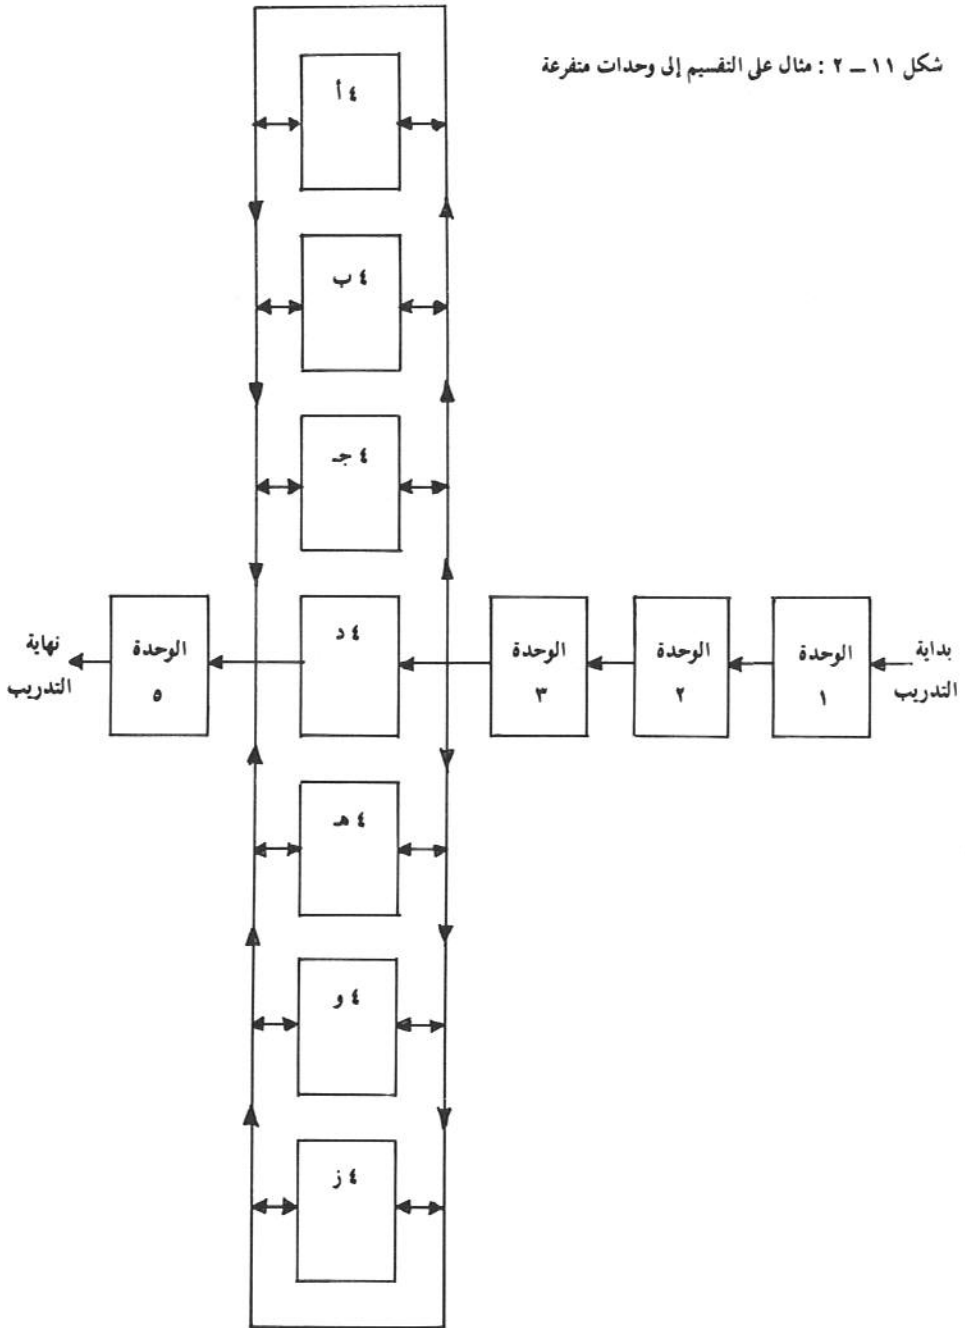 شكل ١١ – ٢ : مثال على التقسيم إلى وحدات متفرعة
٤ أ
٤ ب
٤ جـ
٤ د
بداية
التدريب
الوحدة
١
الوحدة
٢
الوحدة
٣
الوحدة
٥
نهاية
التدريب
٤ هـ
٤ و
٤ ز